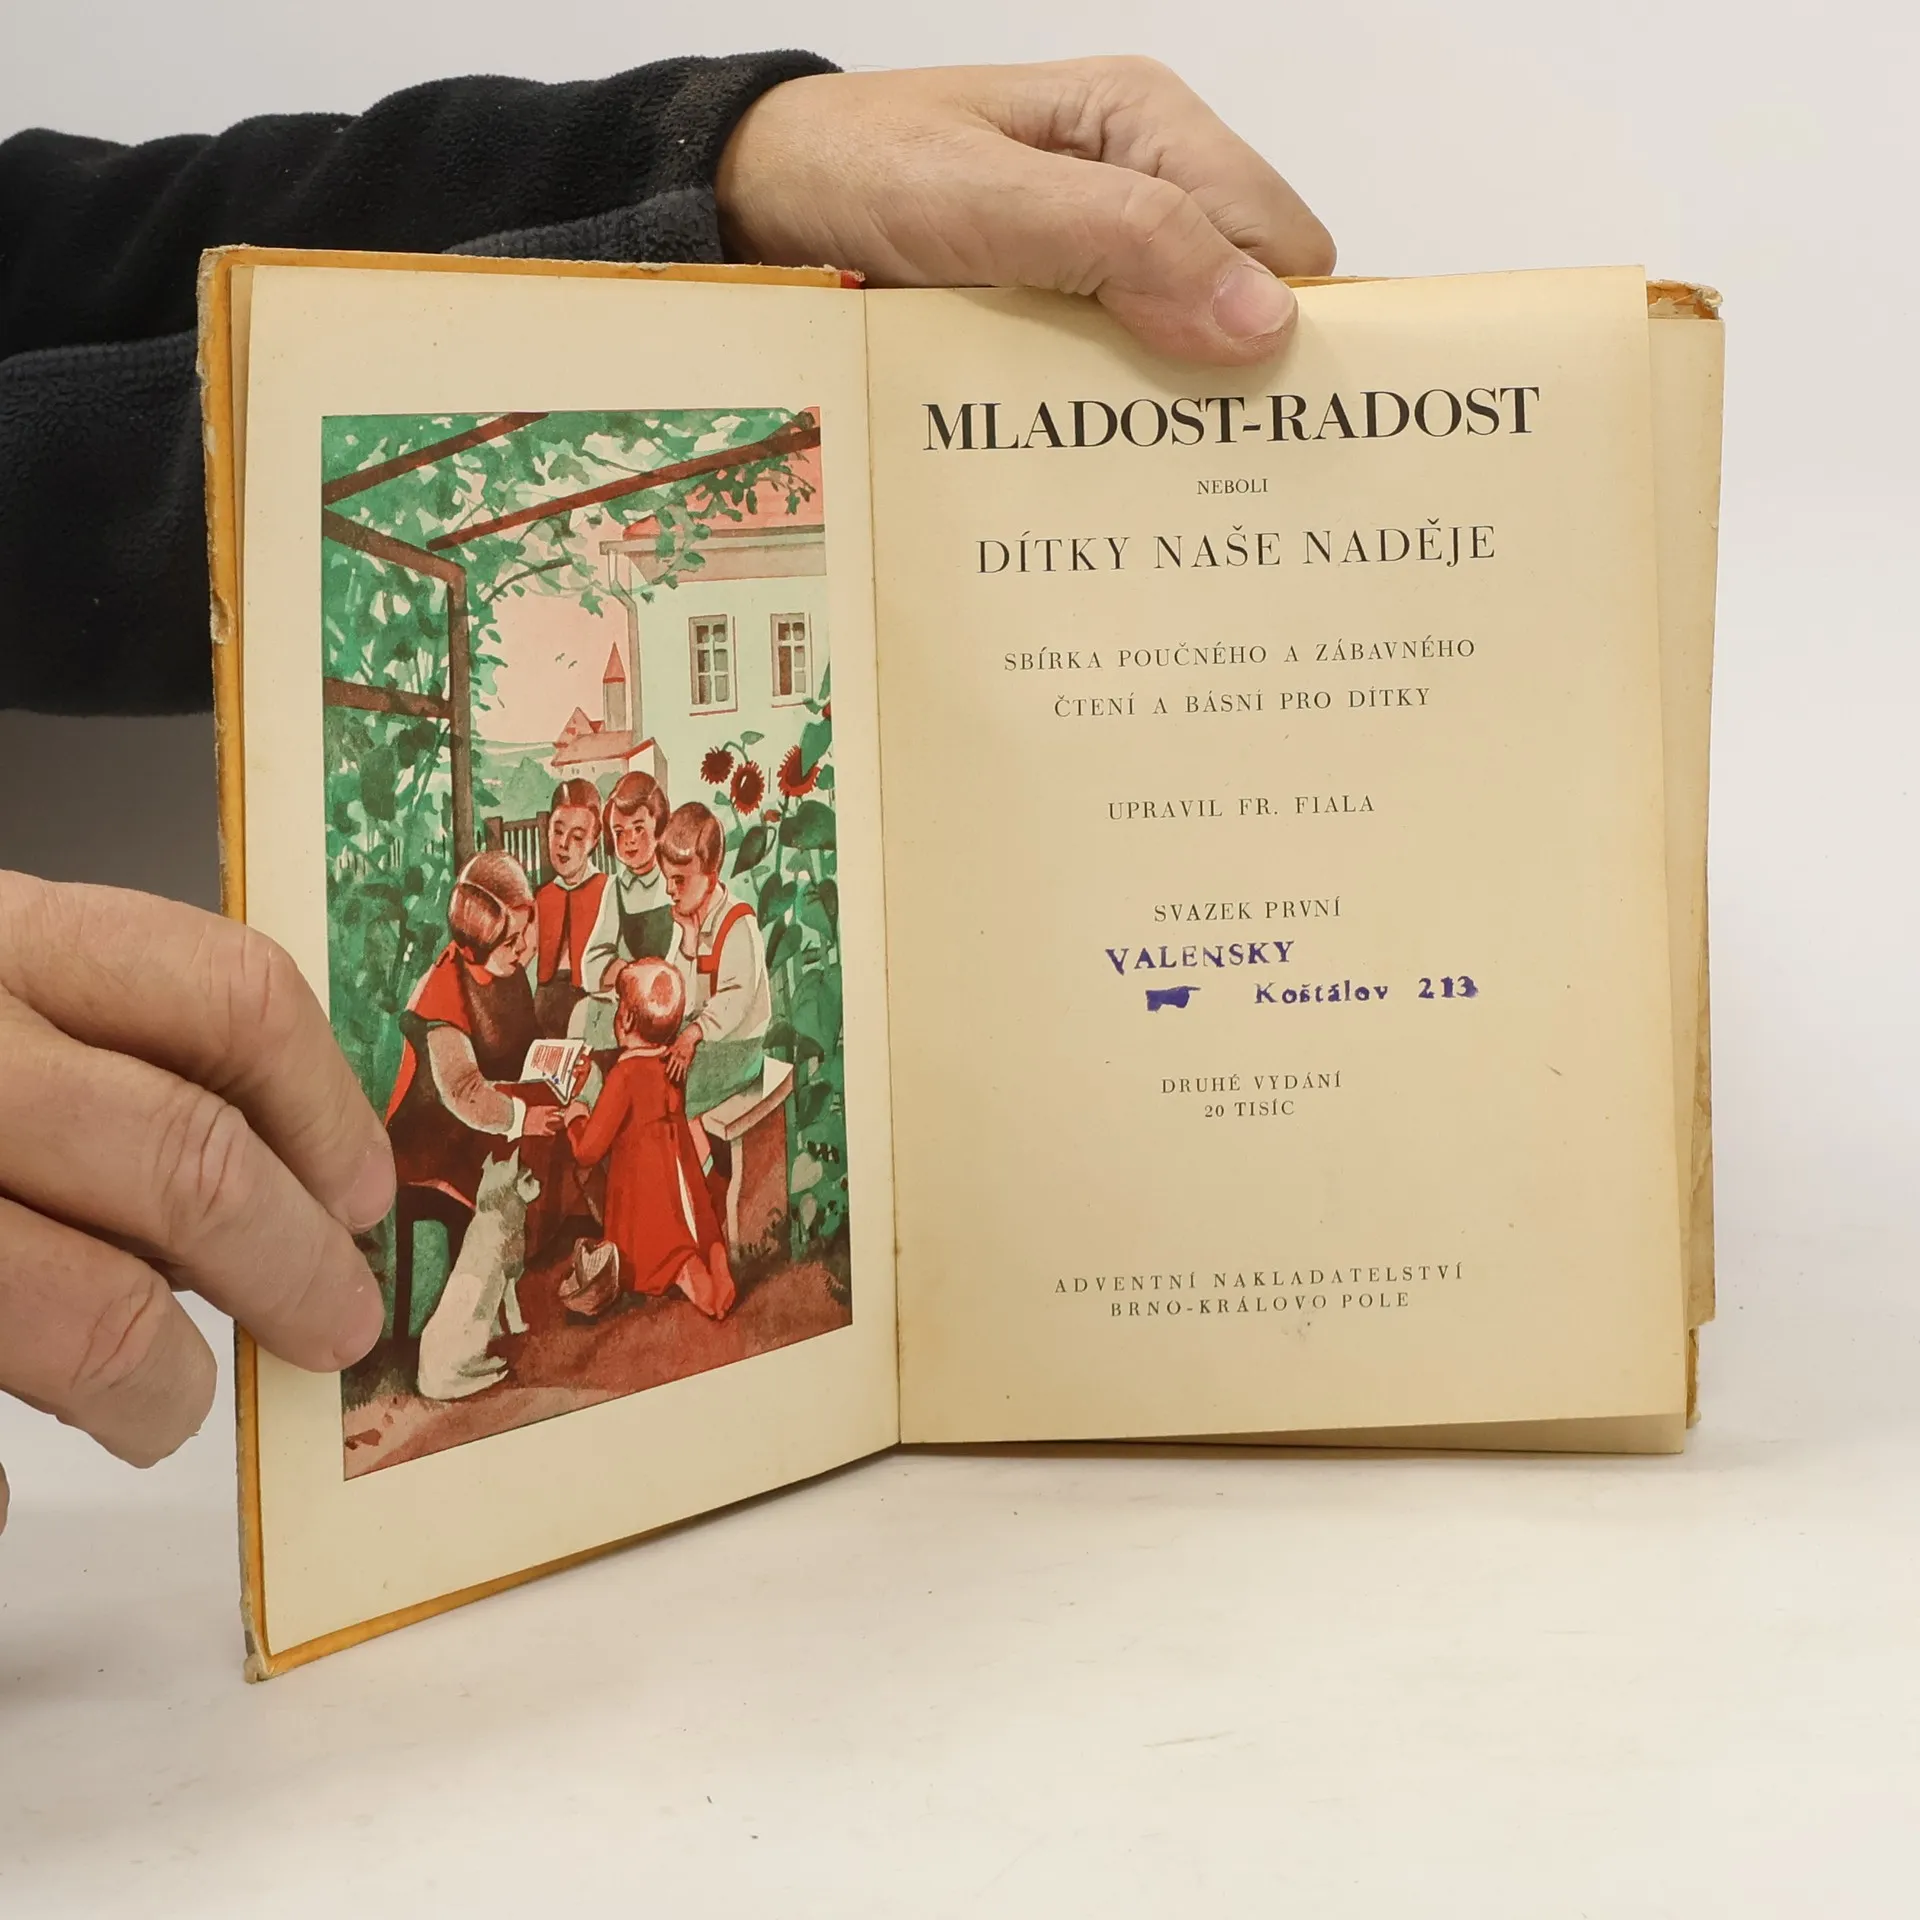 MLADOST-RADOST
NEBOLI
DÍTKY NAŠE NADĚJE
SBÍRKA POUČNÉHO A ZÁBAVNÉHO
ČTENÍ A BÁSNÍ PRO DÍTKY
UPRAVIL FR. FIALA
SVAZEK PRVNÍ
VALENSKY
Koštálov 213
DRUHÉ VYDÁNÍ
20 TISÍC
ADVENTNÍ NAKLADATELSTVÍ
BRNO-KRÁLOVO POLE